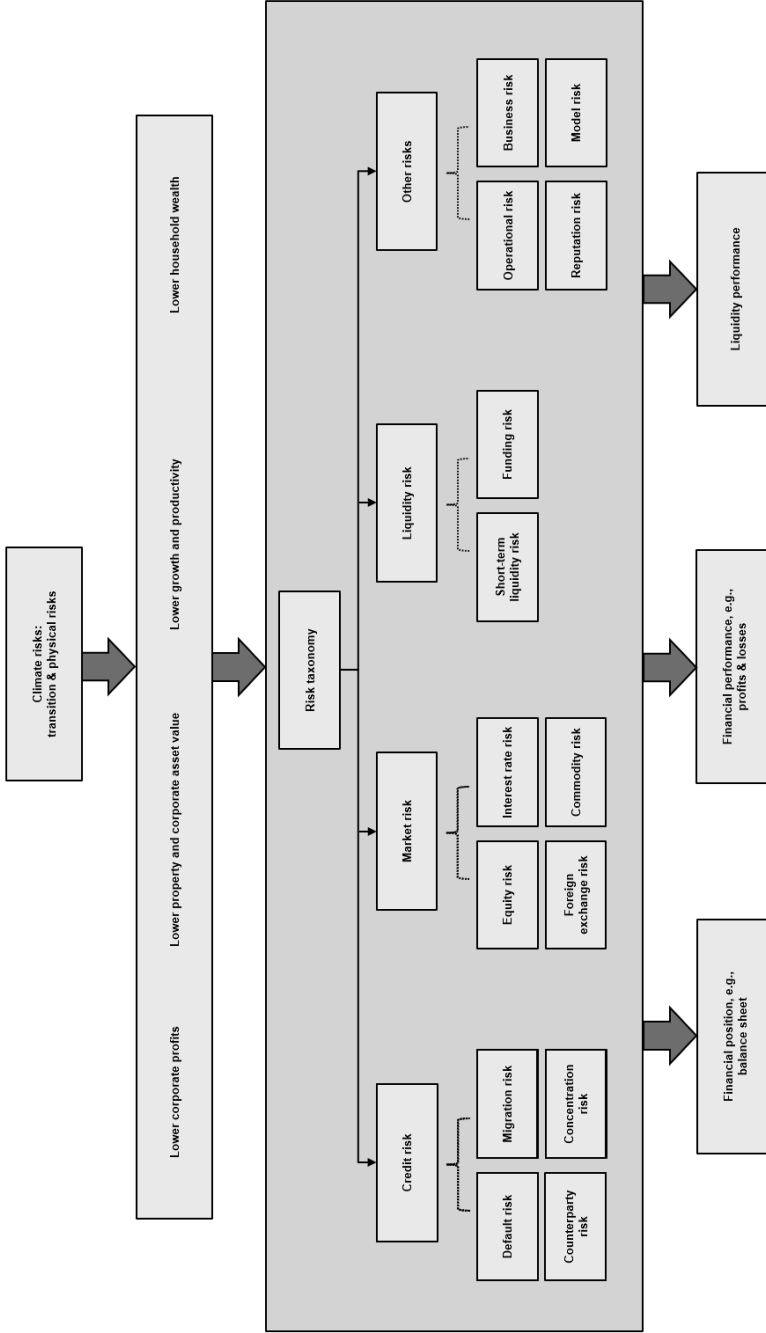 Climate risks:
transition & physical risks
Lower corporate profits
Lower property and corporate asset value
Lower growth and productivity
Lower household wealth
Risk taxonomy
Credit risk
Market risk
Liquidity risk
Other risks
Default risk
Migration risk
Equity risk
Interest rate risk
Short-term
liquidity risk
Funding risk
Operational risk
Business risk
Counterparty
risk
Concentration
risk
Foreign
exchange risk
Commodity risk
Reputation risk
Model risk
Financial position, e.g.,
balance sheet
Financial performance, e.g.,
profits & losses
Liquidity performance